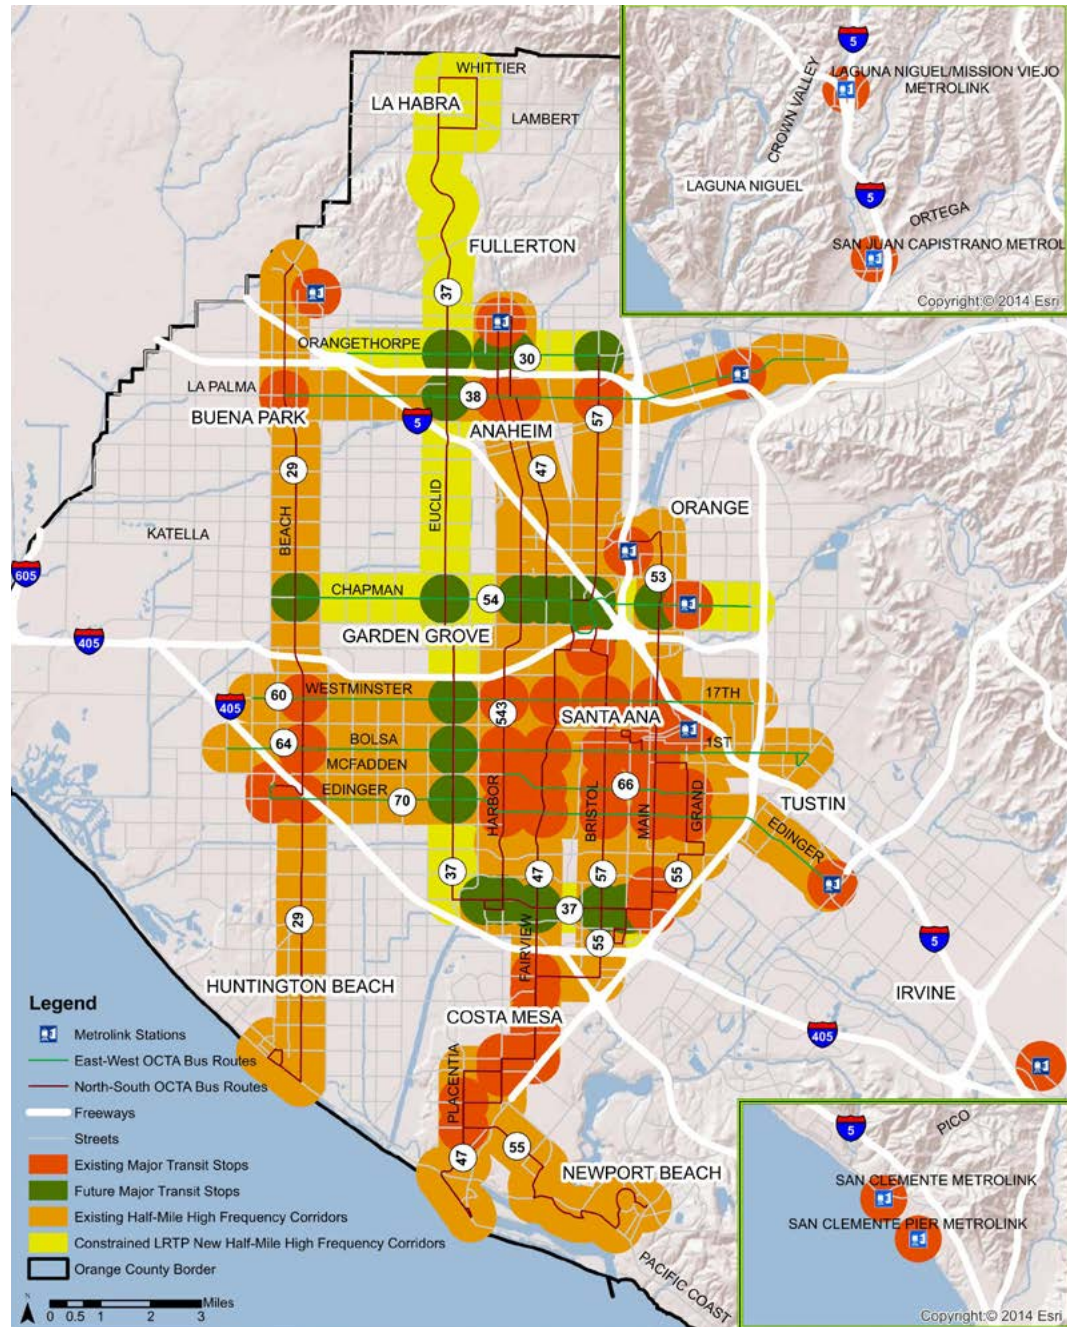 WHITTIER
LA HABRA
LAMBERT
FULLERTON
37
ORANGETHORPE
30
LA PALMA
38
BUENA PARK
5
ANAHEIM
57
47
29
EUCLID
BEACH
KATELLA
ORANGE
605
53
CHAPMAN
54
GARDEN GROVE
405
WESTMINSTER
60
17TH
405
543
SANTA ANA
BOLSA
1ST
64
MCFADDEN
EDINGER
70
66
HARBOR
BRISTOL
MAIN
GRAND
TUSTIN
EDINGER
37
47
57
55
37
29
55
FAIRVIEW
5
HUNTINGTON BEACH
IRVINE
COSTA MESA
405
PLACENTIA
47
55
NEWPORT BEACH
PACIFIC COAST
5
LAGUNA NIGUEL/MISSION VIEJO
METROLINK
CROWN VALLEY
LAGUNA NIGUEL
5
ORTEGA
SAN JUAN CAPISTRANO METROL
Copyright:© 2014 Esri
5
PICO
SAN CLEMENTE METROLINK
SAN CLEMENTE PIER METROLINK
Copyright:© 2014 Esri
Legend
Metrolink Stations
East-West OCTA Bus Routes
North-South OCTA Bus Routes
Freeways
Streets
Existing Major Transit Stops
Future Major Transit Stops
Existing Half-Mile High Frequency Corridors
Constrained LRTP New Half-Mile High Frequency Corridors
Orange County Border
N
Miles
0 0.5 1 2 3